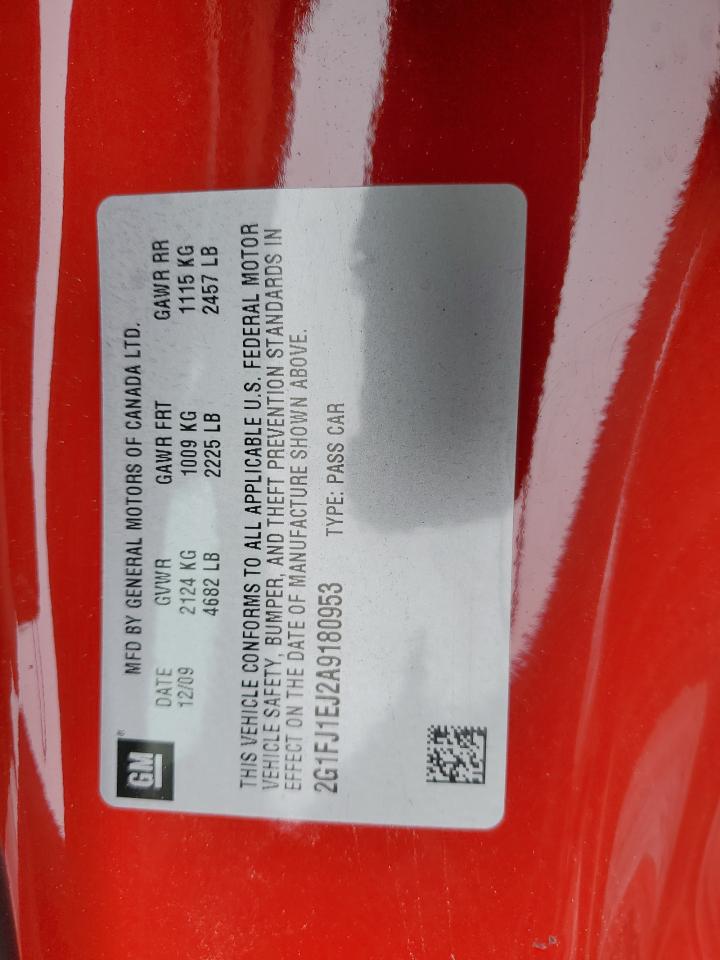 GM®
MFD BY GENERAL MOTORS OF CANADA LTD.
DATE GVWR GAWR FRT GAWR RR
12/09 2124 KG 1009 KG 1115 KG
4682 LB 2225 LB 2457 LB
THIS VEHICLE CONFORMS TO ALL APPLICABLE U.S. FEDERAL MOTOR
VEHICLE SAFETY, BUMPER, AND THEFT PREVENTION STANDARDS IN
EFFECT ON THE DATE OF MANUFACTURE SHOWN ABOVE.
2G1FJ1EJ2A9180953 TYPE: PASS CAR